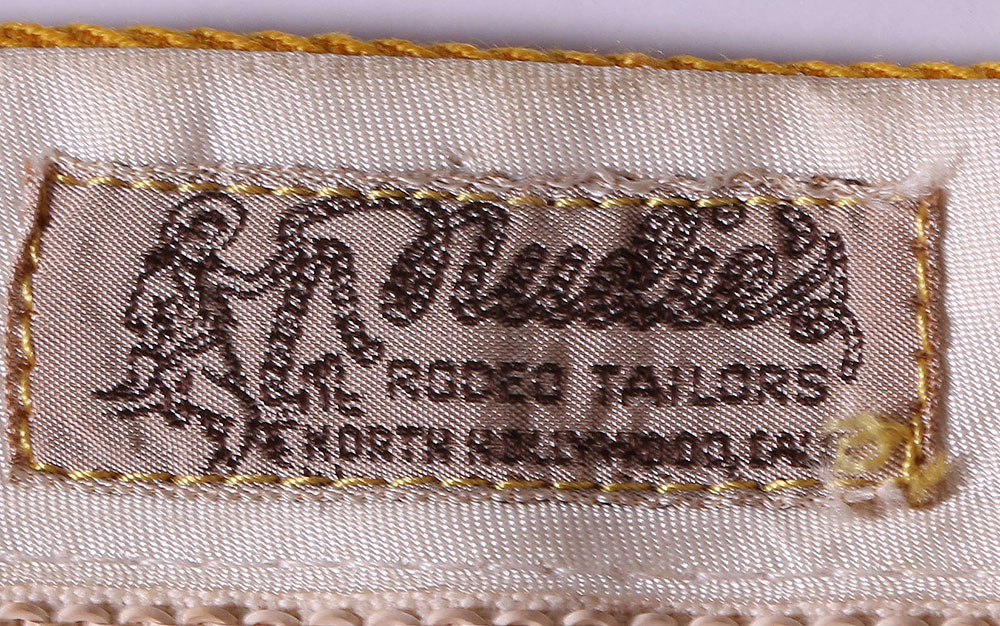 Nudie's
RODEO TAILORS
NORTH HOLLYWOOD, CAL